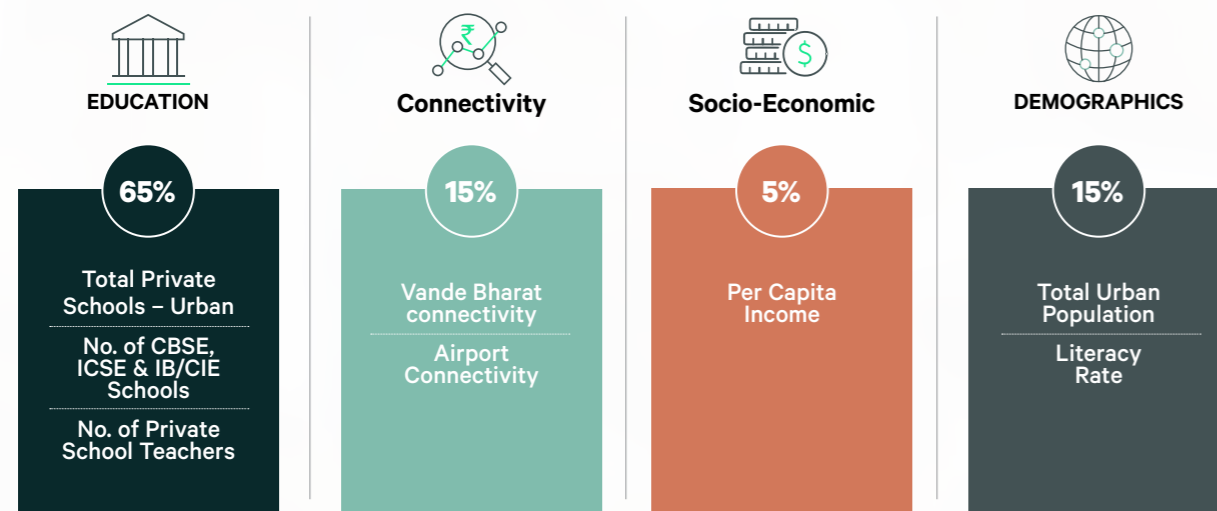 EDUCATION
65%
Total Private
Schools – Urban
No. of CBSE,
ICSE & IB/CIE
Schools
No. of Private
School Teachers
Connectivity
15%
Vande Bharat
connectivity
Airport
Connectivity
Socio-Economic
5%
Per Capita
Income
DEMOGRAPHICS
15%
Total Urban
Population
Literacy
Rate